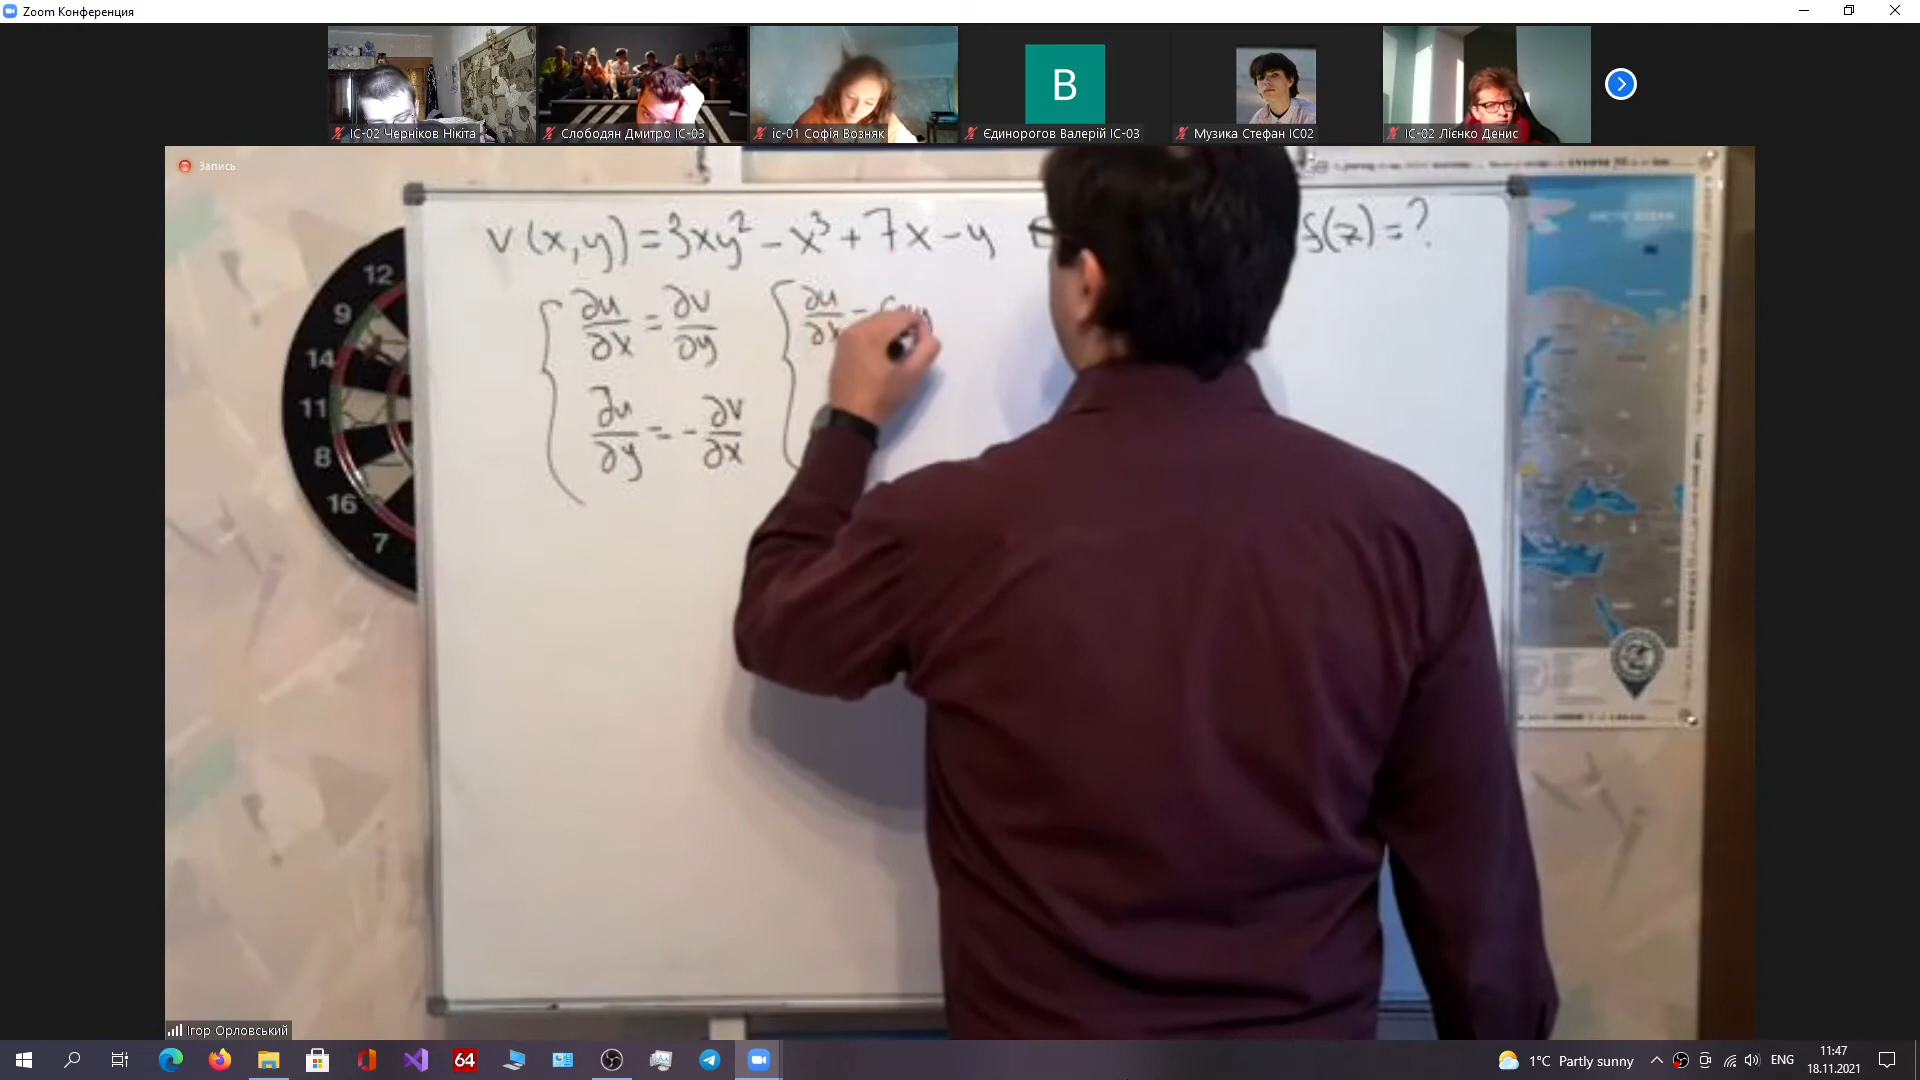 Zoom Конференция
ІС-02 Черніков Нікіта
Слободян Дмитро ІС-03
іс-01 Софія Возняк
В
Єдинорогов Валерій ІС-03
Музика Стефан ІС02
ІС-02 Лієнко Денис
Запись
v(x,y)=3xy²-x³+7x-y
f(z)=?
∂u/∂x=∂v/∂y
∂u/∂x=
∂u/∂y=-∂v/∂x
12
9
14
11
8
16
7
Ігор Орловський
64
1°C Partly sunny
ENG
11:47
18.11.2021